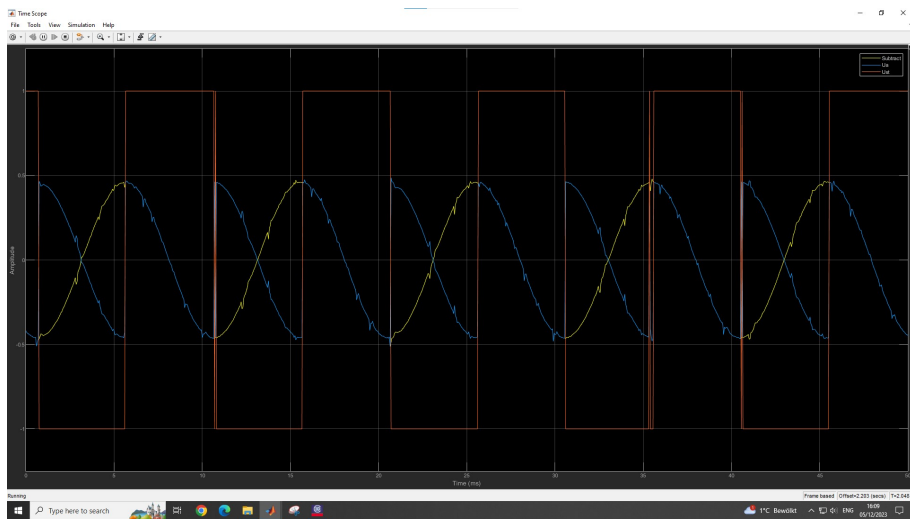 Time Scope
File Tools View Simulation Help
Subtract
Ua
Ust
1
0.5
0
-0.5
-1
Amplitude
0 5 10 15 20 25 30 35 40 45 50
Time (ms)
Running
Frame based Offset=2.203 (secs) T=2.048
Type here to search
1°C Bewölkt
ENG
16:09
05/12/2023